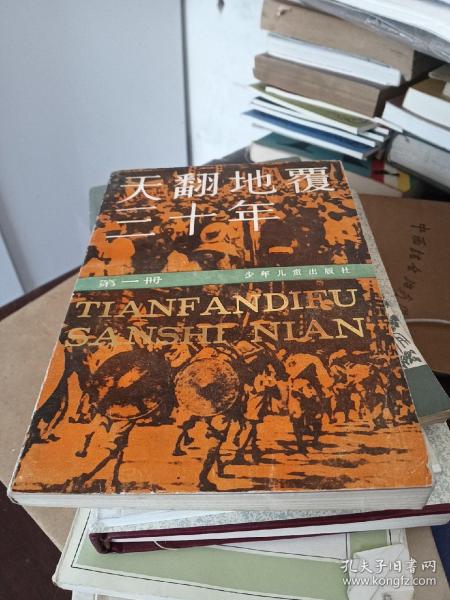 天翻地覆
三十年
第一册 少年儿童出版社
TIANFANDIFU
SANSHI NIAN
孔夫子旧书网
www.kongfz.com